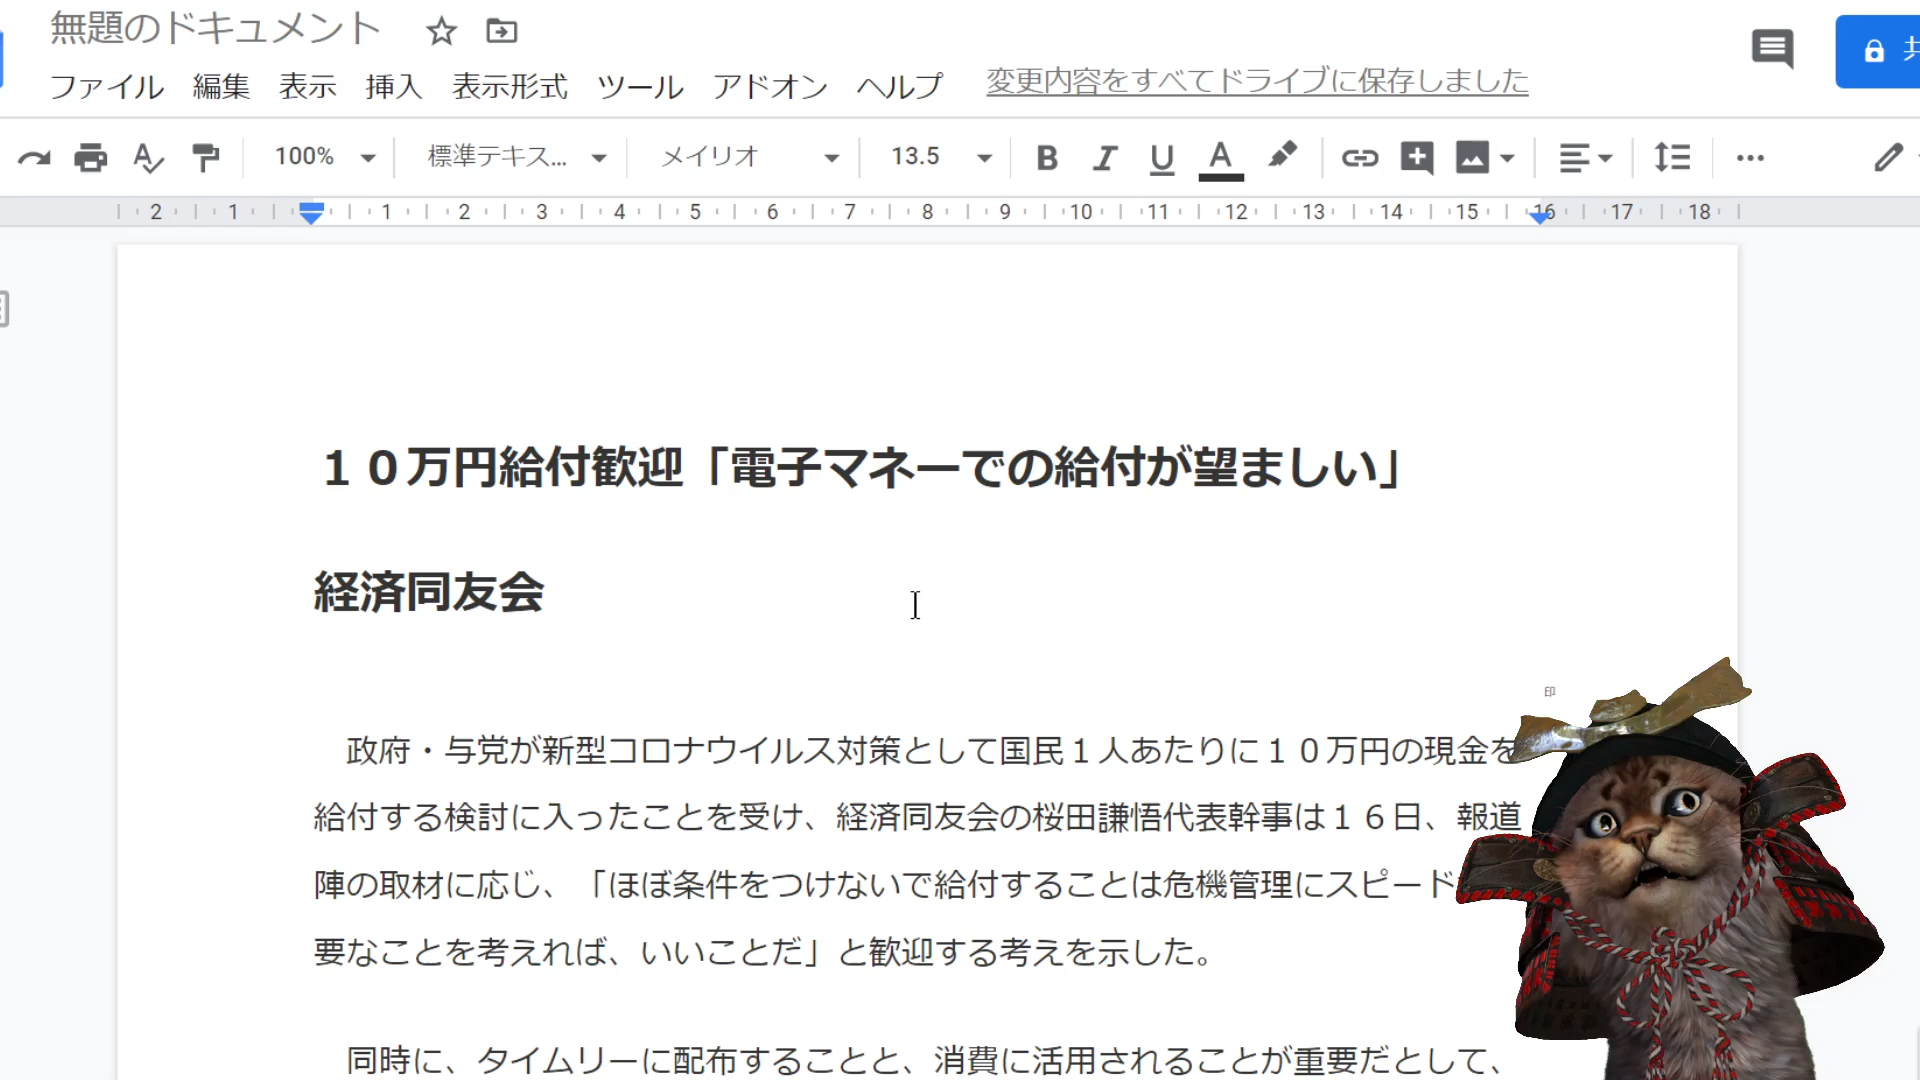 無題のドキュメント
ファイル 編集 表示 挿入 表示形式 ツール アドオン ヘルプ 変更内容をすべてドライブに保存しました
100% 標準テキス... メイリオ 13.5 B I U A
2 1 1 2 3 4 5 6 7 8 9 10 11 12 13 14 15 16 17 18
１０万円給付歓迎「電子マネーでの給付が望ましい」
経済同友会
印
政府・与党が新型コロナウイルス対策として国民１人あたりに１０万円の現金を
給付する検討に入ったことを受け、経済同友会の桜田謙悟代表幹事は１６日、報道
陣の取材に応じ、「ほぼ条件をつけないで給付することは危機管理にスピード
要なことを考えれば、いいことだ」と歓迎する考えを示した。
同時に、タイムリーに配布することと、消費に活用されることが重要だとして、